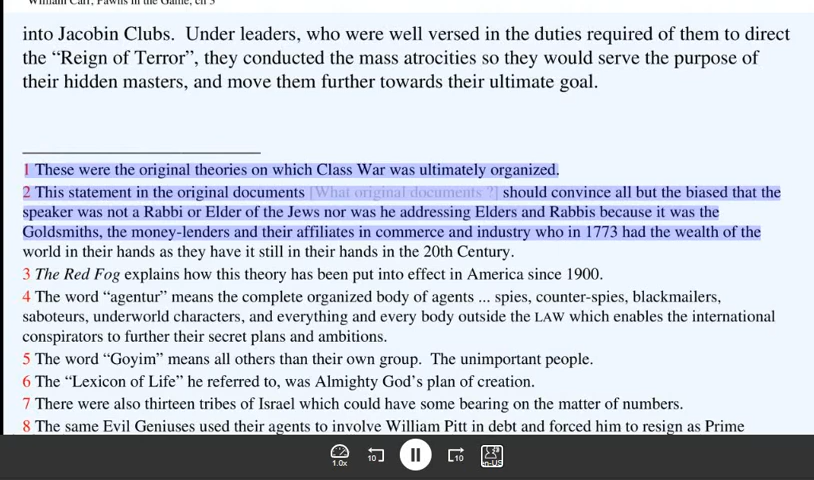 William Carr, Pawns in the Game, ch 3
into Jacobin Clubs. Under leaders, who were well versed in the duties required of them to direct
the “Reign of Terror”, they conducted the mass atrocities so they would serve the purpose of
their hidden masters, and move them further towards their ultimate goal.
1 These were the original theories on which Class War was ultimately organized.
2 This statement in the original documents [What original documents ?] should convince all but the biased that the
speaker was not a Rabbi or Elder of the Jews nor was he addressing Elders and Rabbis because it was the
Goldsmiths, the money-lenders and their affiliates in commerce and industry who in 1773 had the wealth of the
world in their hands as they have it still in their hands in the 20th Century.
3 The Red Fog explains how this theory has been put into effect in America since 1900.
4 The word “agentur” means the complete organized body of agents ... spies, counter-spies, blackmailers,
saboteurs, underworld characters, and everything and every body outside the LAW which enables the international
conspirators to further their secret plans and ambitions.
5 The word “Goyim” means all others than their own group. The unimportant people.
6 The “Lexicon of Life” he referred to, was Almighty God’s plan of creation.
7 There were also thirteen tribes of Israel which could have some bearing on the matter of numbers.
8 The same Evil Geniuses used their agents to involve William Pitt in debt and forced him to resign as Prime
1.0x
10
10
en-US